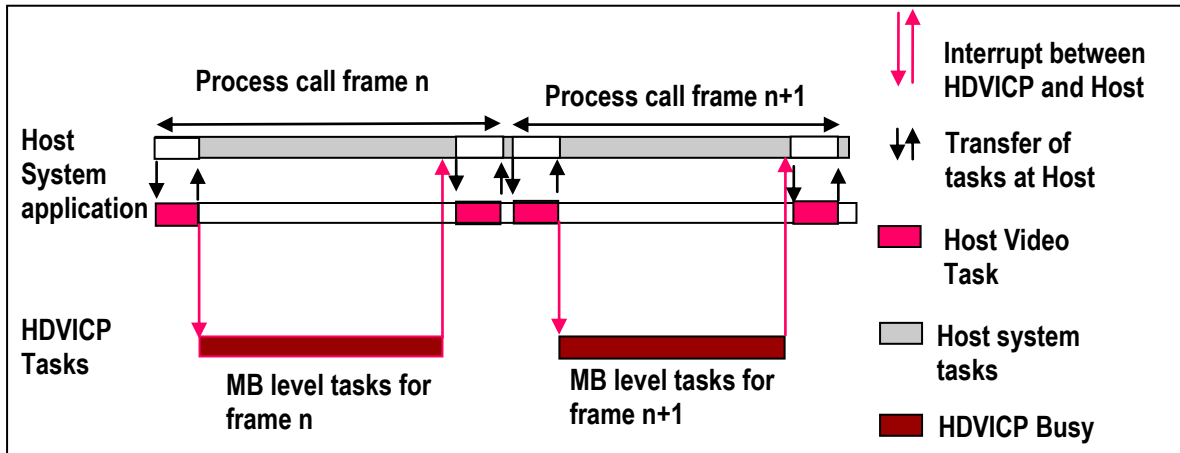 Process call frame n
Process call frame n+1
Host
System
application
HDVICP
Tasks
MB level tasks for
frame n
MB level tasks for
frame n+1
Interrupt between
HDVICP and Host
Transfer of
tasks at Host
Host Video
Task
Host system
tasks
HDVICP Busy